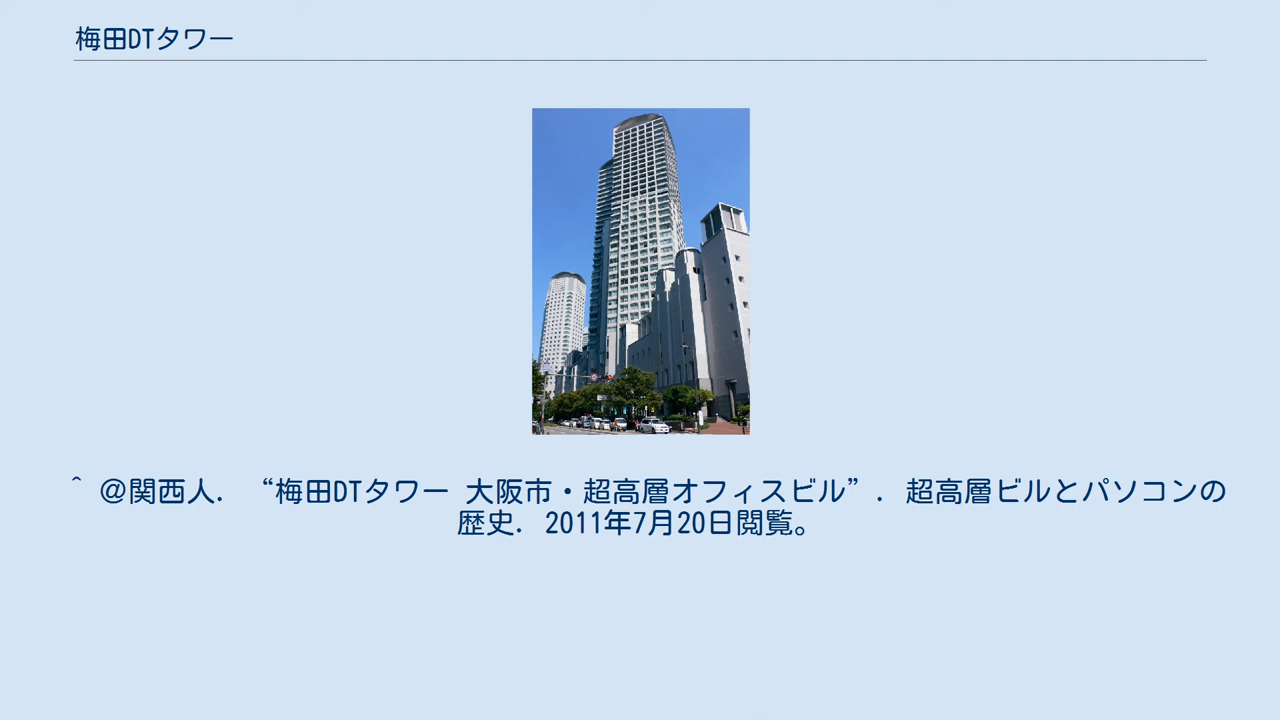 梅田DTタワー
^ @関西人. “梅田DTタワー 大阪市・超高層オフィスビル”. 超高層ビルとパソコンの
歴史. 2011年7月20日閲覧。